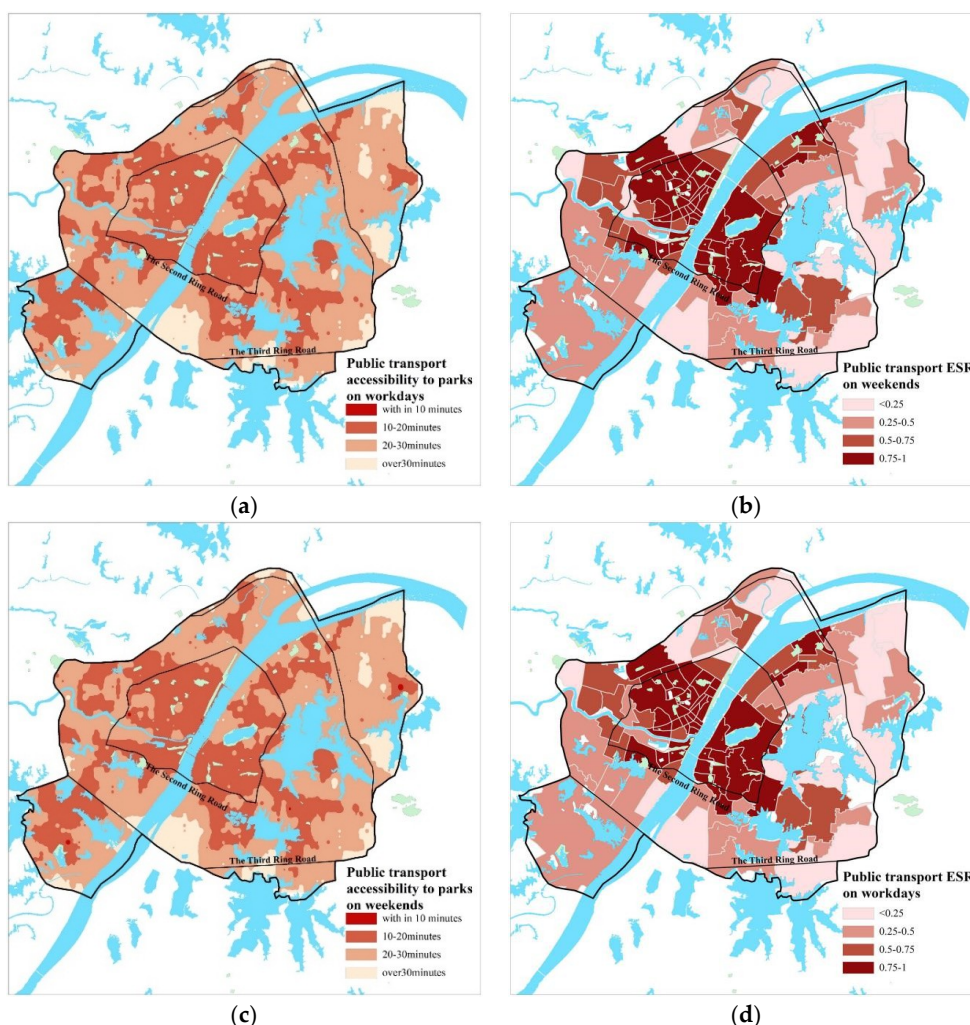 The Second Ring Road
The Third Ring Road
Public transport
accessibility to parks
on workdays
with in 10 minutes
10-20minutes
20-30minutes
over30minutes
(a)
The Second Ring Road
The Third Ring Road
Public transport ESR
on weekends
<0.25
0.25-0.5
0.5-0.75
0.75-1
(b)
The Second Ring Road
The Third Ring Road
Public transport
accessibility to parks
on weekends
with in 10 minutes
10-20minutes
20-30minutes
over30minutes
(c)
The Second Ring Road
The Third Ring Road
Public transport ESR
on workdays
<0.25
0.25-0.5
0.5-0.75
0.75-1
(d)